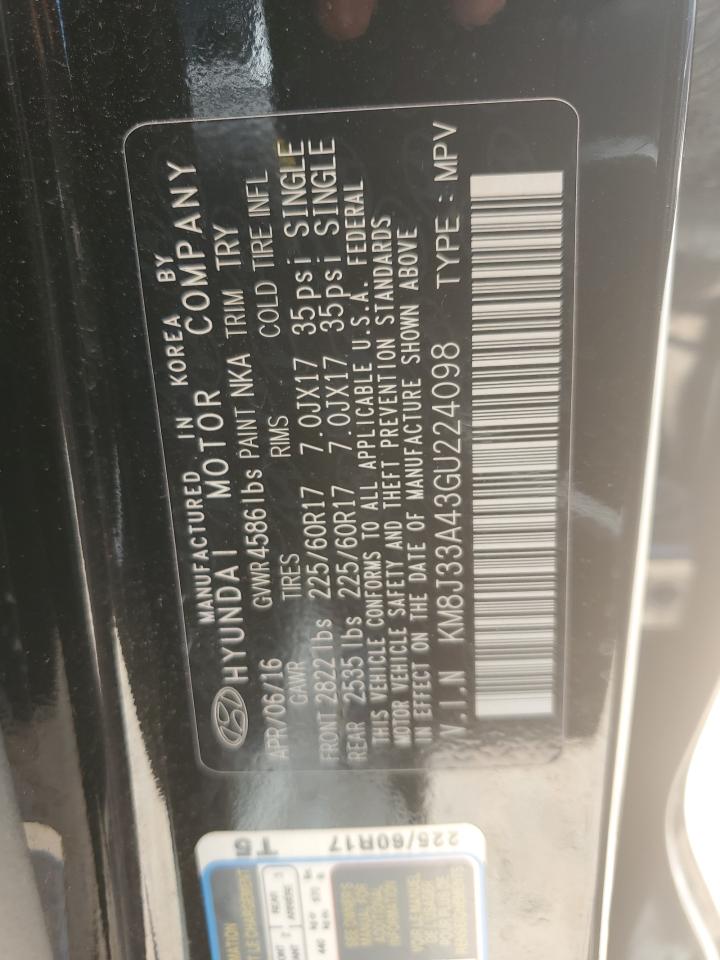 MANUFACTURED IN KOREA BY
HYUNDAI MOTOR COMPANY
APR/06/16 GVWR 4586lbs PAINT NKA TRIM TRY
GAWR TIRES RIMS COLD TIRE INFL
FRONT 2822lbs 225/60R17 7.0JX17 35psi SINGLE
REAR 2535lbs 225/60R17 7.0JX17 35psi SINGLE
THIS VEHICLE CONFORMS TO ALL APPLICABLE U.S.A. FEDERAL
MOTOR VEHICLE SAFETY AND THEFT PREVENTION STANDARDS
IN EFFECT ON THE DATE OF MANUFACTURE SHOWN ABOVE
V.I.N KM8J33A43GU224098 TYPE : MPV
225/60R17